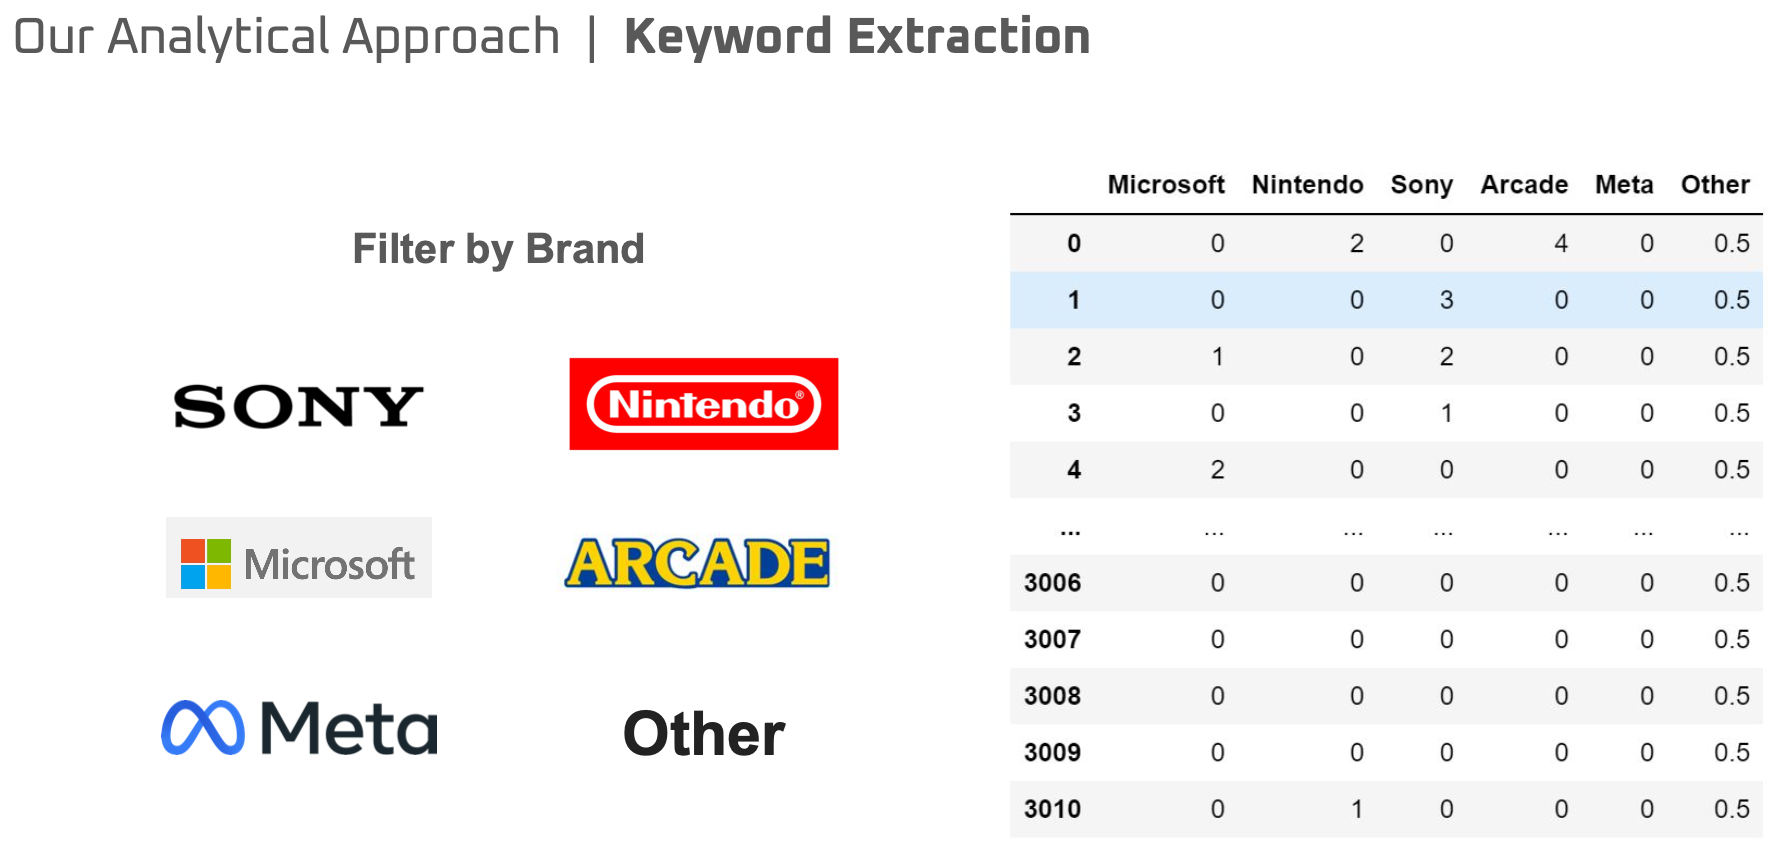 Our Analytical Approach | Keyword Extraction
Filter by Brand
SONY
Nintendo®
Microsoft
ARCADE
Meta
Other
Microsoft Nintendo Sony Arcade Meta Other
0 0 2 0 4 0 0.5
1 0 0 3 0 0 0.5
2 1 0 2 0 0 0.5
3 0 0 1 0 0 0.5
4 2 0 0 0 0 0.5
... ... ... ... ... ... ...
3006 0 0 0 0 0 0.5
3007 0 0 0 0 0 0.5
3008 0 0 0 0 0 0.5
3009 0 0 0 0 0 0.5
3010 0 1 0 0 0 0.5